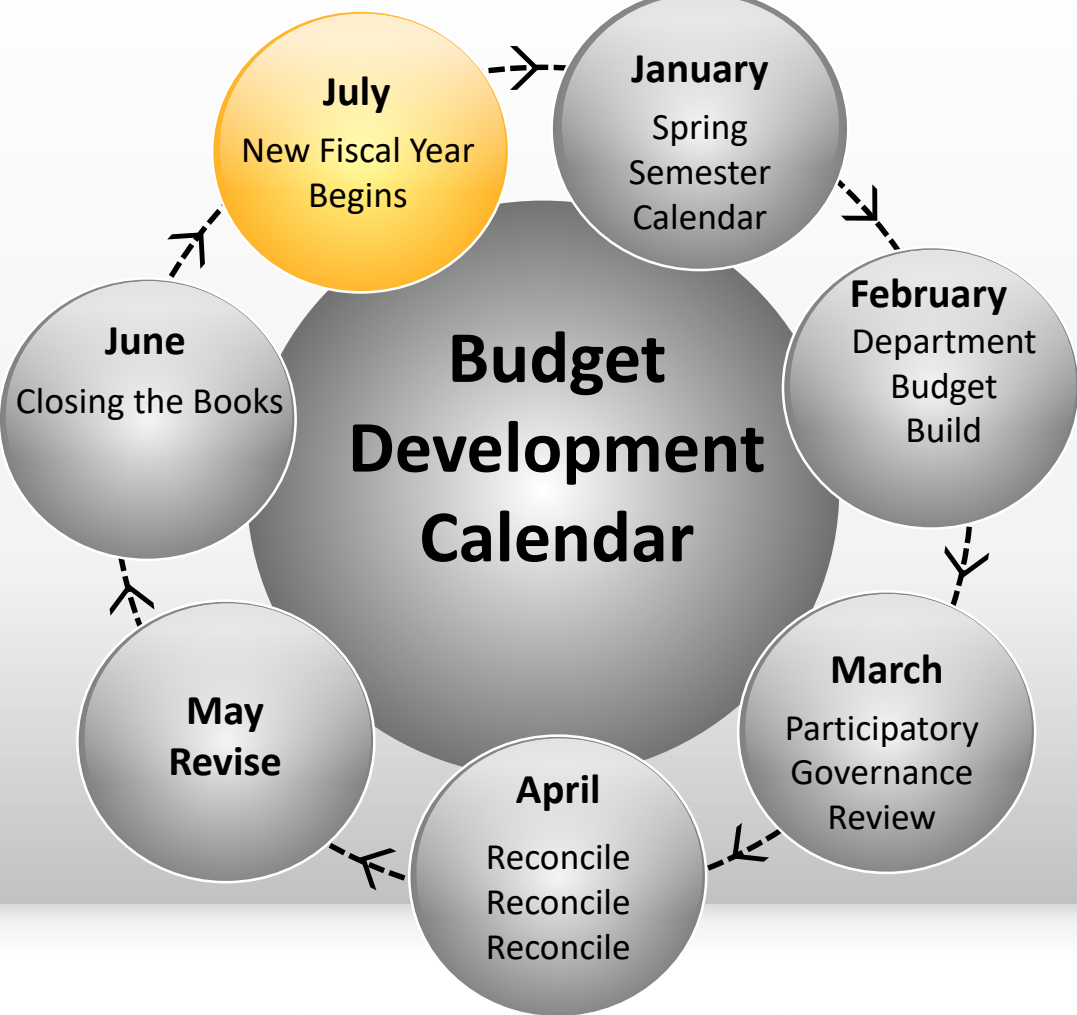 Budget
Development
Calendar
July
New Fiscal Year
Begins
January
Spring
Semester
Calendar
February
Department
Budget
Build
March
Participatory
Governance
Review
April
Reconcile
Reconcile
Reconcile
May
Revise
June
Closing the Books